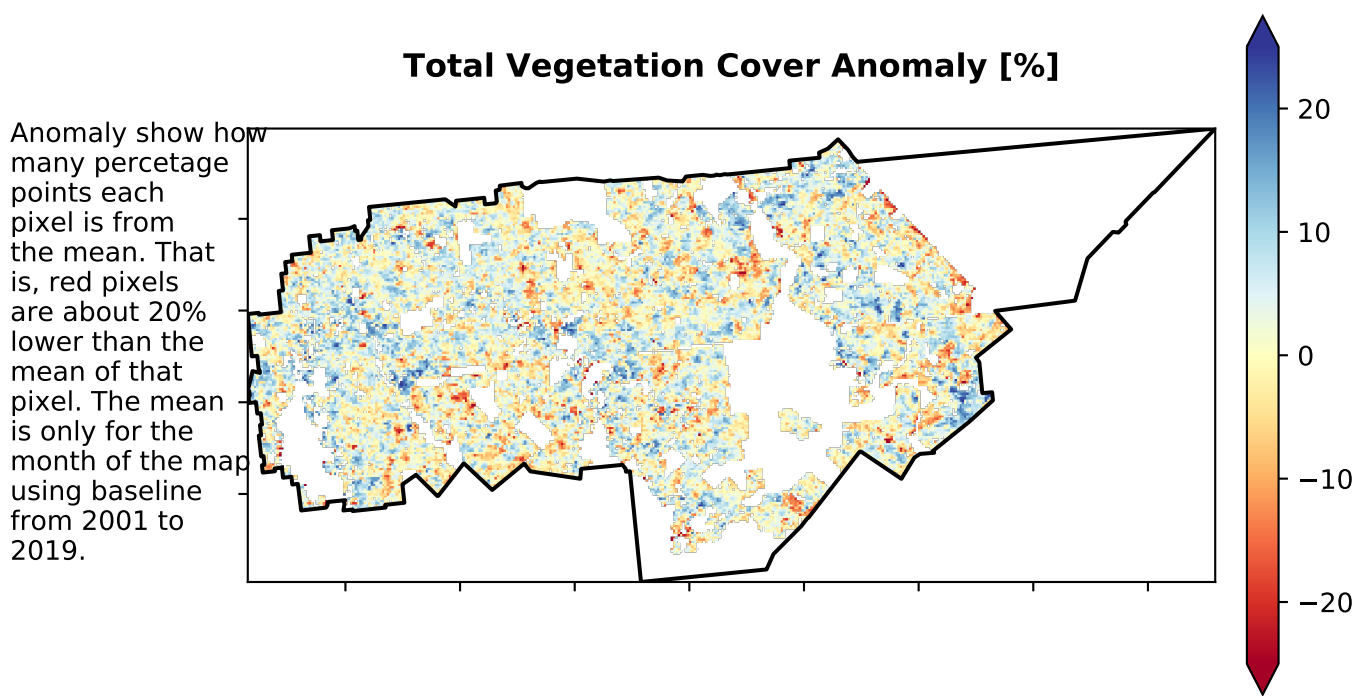 Total Vegetation Cover Anomaly [%]
Anomaly show how
many percetage
points each
pixel is from
the mean. That
is, red pixels
are about 20%
lower than the
mean of that
pixel. The mean
is only for the
month of the map
using baseline
from 2001 to
2019.
20
10
0
−10
−20